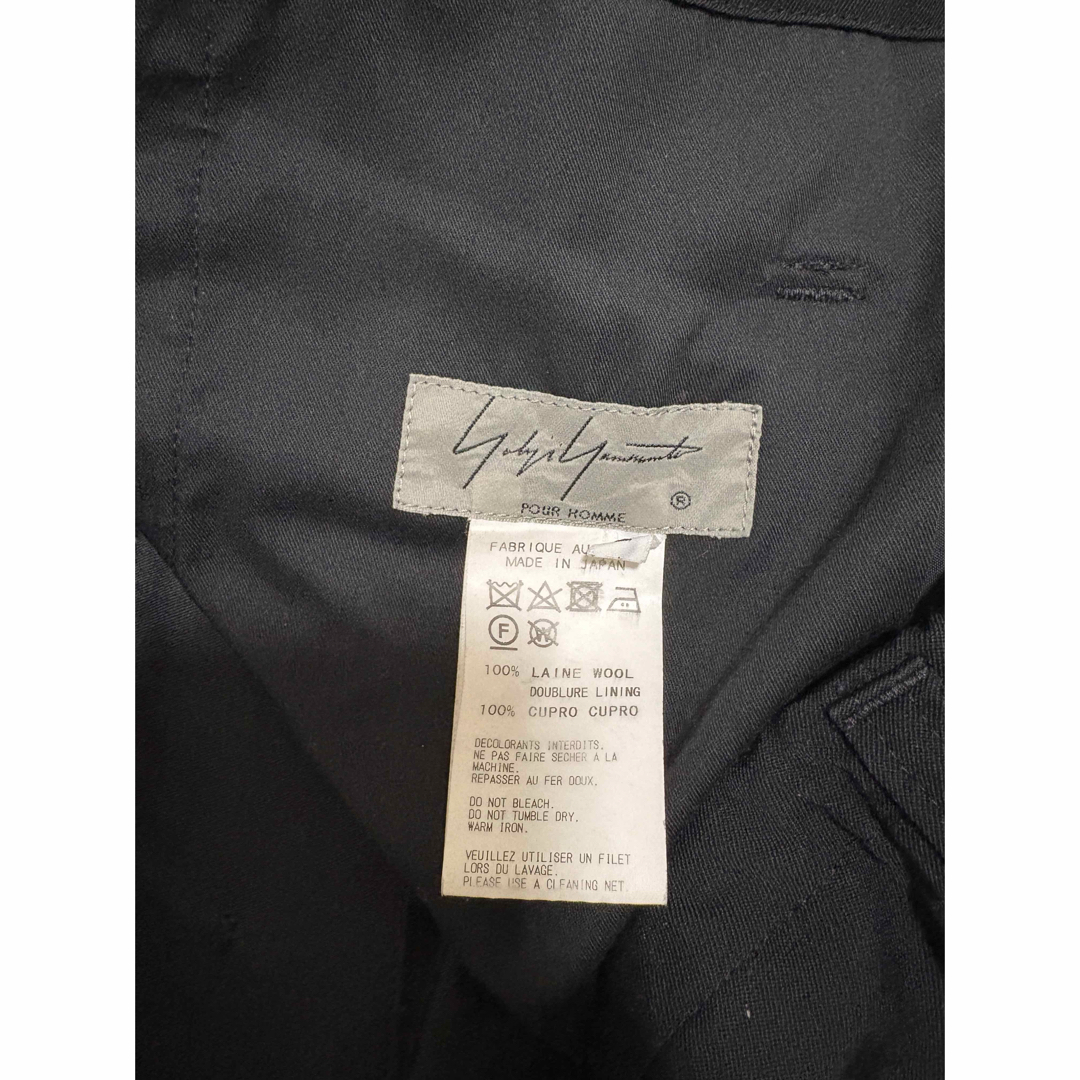 Yohji Yamamoto
®
POUR HOMME
FABRIQUE AU
MADE IN JAPAN
F
W
100% LAINE WOOL
DOUBLURE LINING
100% CUPRO CUPRO
DECOLORANTS INTERDITS.
NE PAS FAIRE SECHER A LA
MACHINE.
REPASSER AU FER DOUX.
DO NOT BLEACH.
DO NOT TUMBLE DRY.
WARM IRON.
VEUILLEZ UTILISER UN FILET
LORS DU LAVAGE.
PLEASE USE A CLEANING NET.